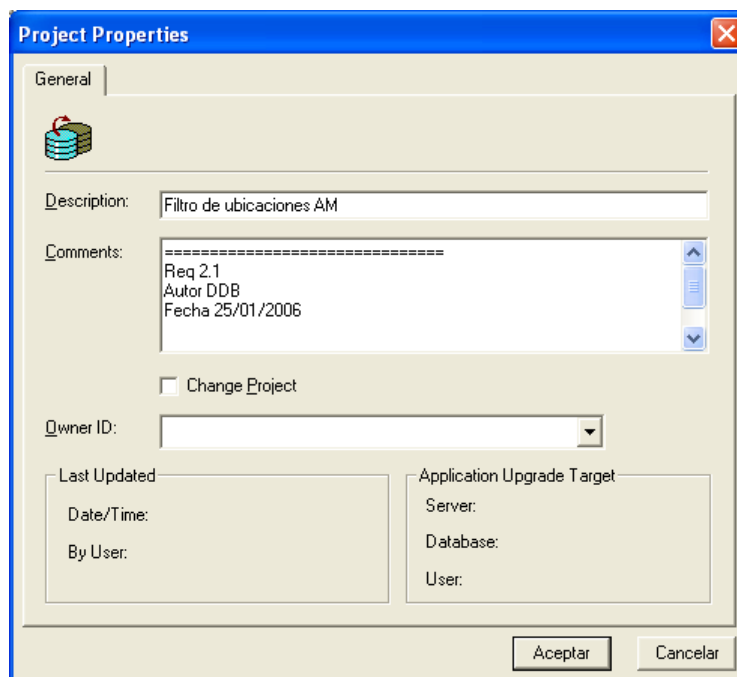 Project Properties
General
Description: Filtro de ubicaciones AM
Comments: ===============================
Req 2.1
Autor DDB
Fecha 25/01/2006
Change Project
Owner ID:
Last Updated
Date/Time:
By User:
Application Upgrade Target
Server:
Database:
User:
Aceptar Cancelar